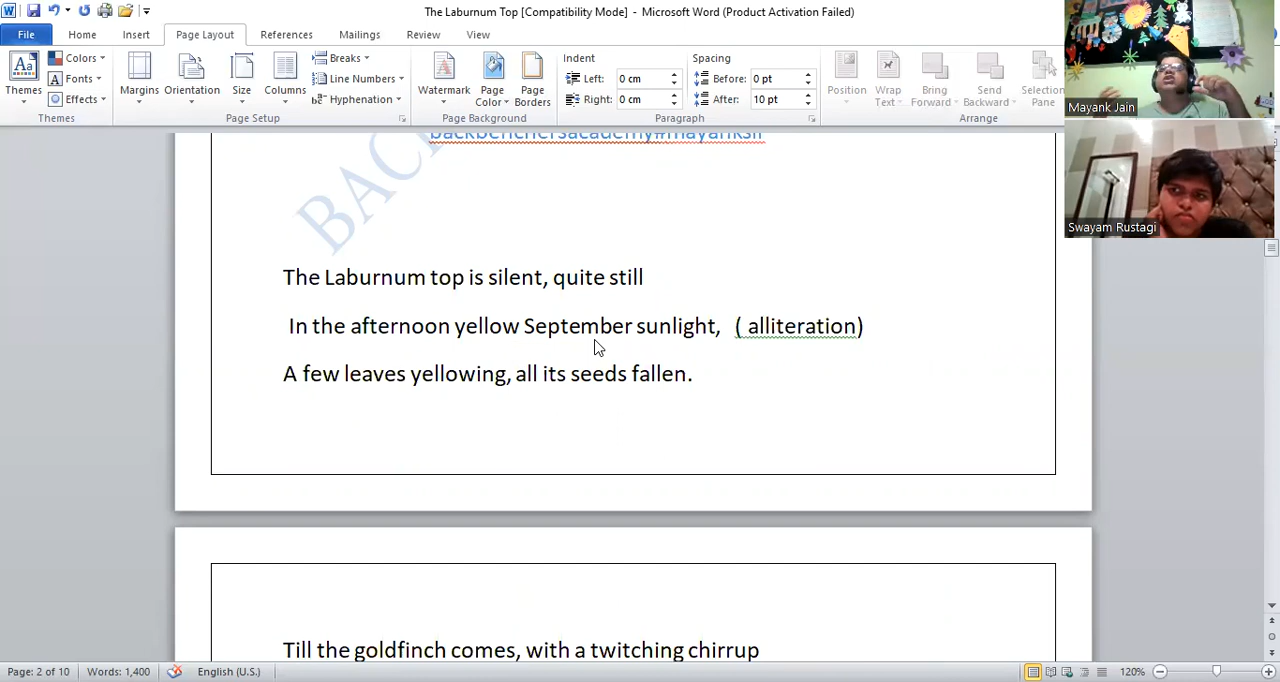 The Laburnum Top [Compatibility Mode] - Microsoft Word (Product Activation Failed)
File Home Insert Page Layout References Mailings Review View
Themes Colors Fonts Effects Themes
Margins Orientation Size Columns Breaks Line Numbers Hyphenation Page Setup
Watermark Page Color Page Borders Page Background
Indent Left: 0 cm Right: 0 cm Spacing Before: 0 pt After: 10 pt Paragraph
Position Wrap Text Bring Forward Send Backward Selection Pane Arrange
Mayank Jain
Swayam Rustagi
backbenchersacademy#mayanksir
BAC
The Laburnum top is silent, quite still
In the afternoon yellow September sunlight, ( alliteration)
A few leaves yellowing, all its seeds fallen.
Till the goldfinch comes, with a twitching chirrup
Page: 2 of 10 Words: 1,400 English (U.S.) 120%